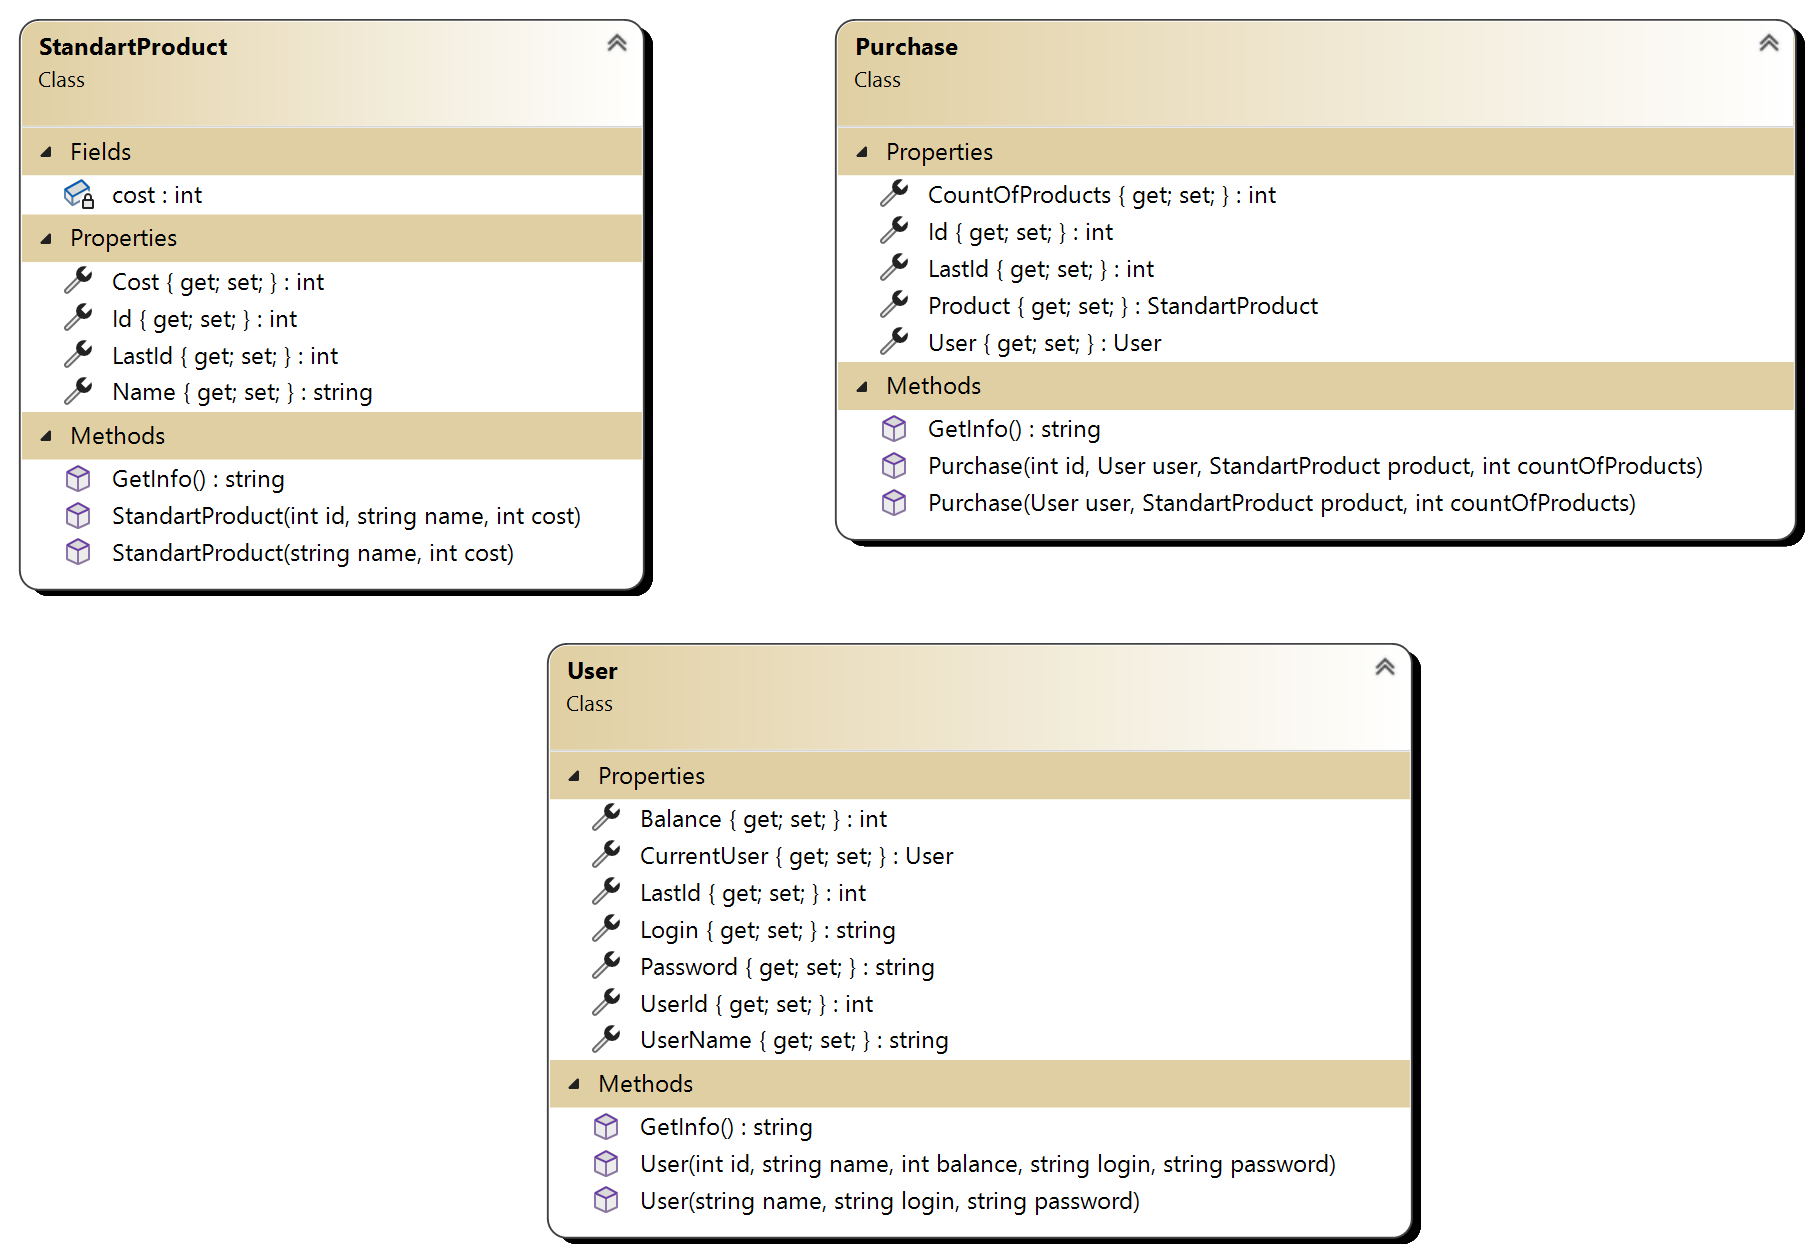 StandartProduct
Class
Fields
cost : int
Properties
Cost { get; set; } : int
Id { get; set; } : int
LastId { get; set; } : int
Name { get; set; } : string
Methods
GetInfo() : string
StandartProduct(int id, string name, int cost)
StandartProduct(string name, int cost)
Purchase
Class
Properties
CountOfProducts { get; set; } : int
Id { get; set; } : int
LastId { get; set; } : int
Product { get; set; } : StandartProduct
User { get; set; } : User
Methods
GetInfo() : string
Purchase(int id, User user, StandartProduct product, int countOfProducts)
Purchase(User user, StandartProduct product, int countOfProducts)
User
Class
Properties
Balance { get; set; } : int
CurrentUser { get; set; } : User
LastId { get; set; } : int
Login { get; set; } : string
Password { get; set; } : string
UserId { get; set; } : int
UserName { get; set; } : string
Methods
GetInfo() : string
User(int id, string name, int balance, string login, string password)
User(string name, string login, string password)